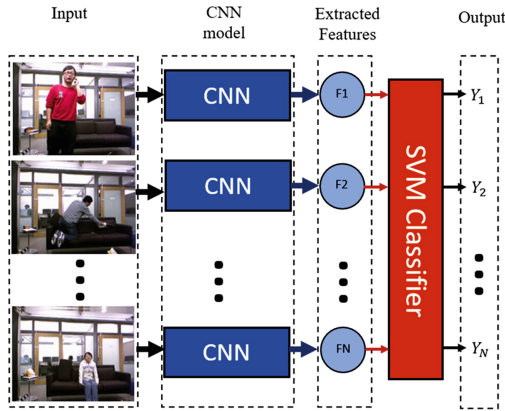 Input
CNN
model
Extracted
Features
Output
CNN
F1
Y1
CNN
F2
Y2
SVM Classifier
CNN
FN
YN